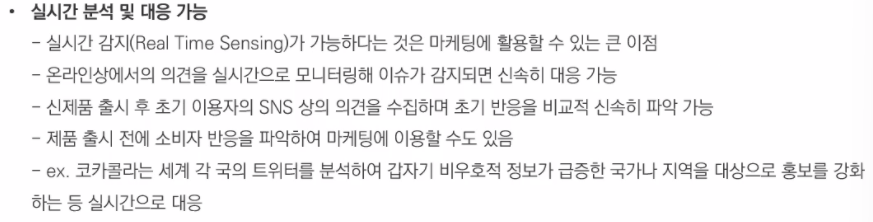 • 실시간 분석 및 대응 가능
– 실시간 감지(Real Time Sensing)가 가능하다는 것은 마케팅에 활용할 수 있는 큰 이점
– 온라인상에서의 의견을 실시간으로 모니터링해 이슈가 감지되면 신속히 대응 가능
– 신제품 출시 후 초기 이용자의 SNS 상의 의견을 수집하며 초기 반응을 비교적 신속히 파악 가능
– 제품 출시 전에 소비자 반응을 파악하여 마케팅에 이용할 수도 있음
– ex. 코카콜라는 세계 각 국의 트위터를 분석하여 갑자기 비우호적 정보가 급증한 국가나 지역을 대상으로 홍보를 강화
하는 등 실시간으로 대응